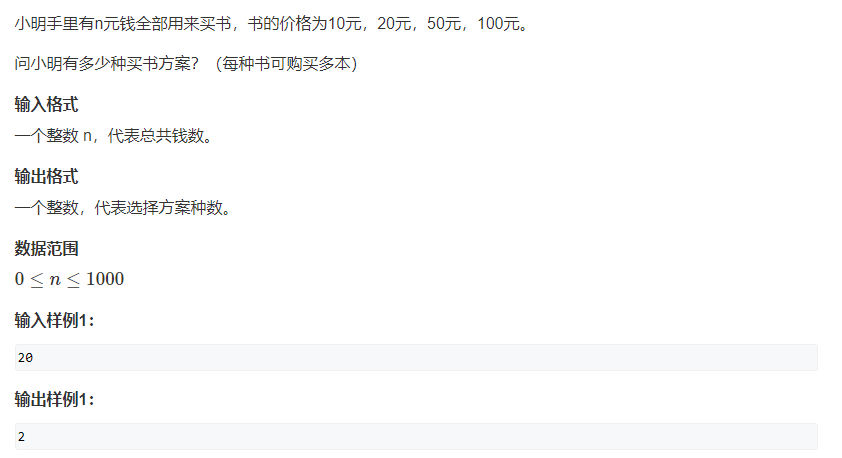 小明手里有n元钱全部用来买书，书的价格为10元，20元，50元，100元。
问小明有多少种买书方案？（每种书可购买多本）
输入格式
一个整数 n，代表总共钱数。
输出格式
一个整数，代表选择方案种数。
数据范围
0 ≤ n ≤ 1000
输入样例1：
20
输出样例1：
2